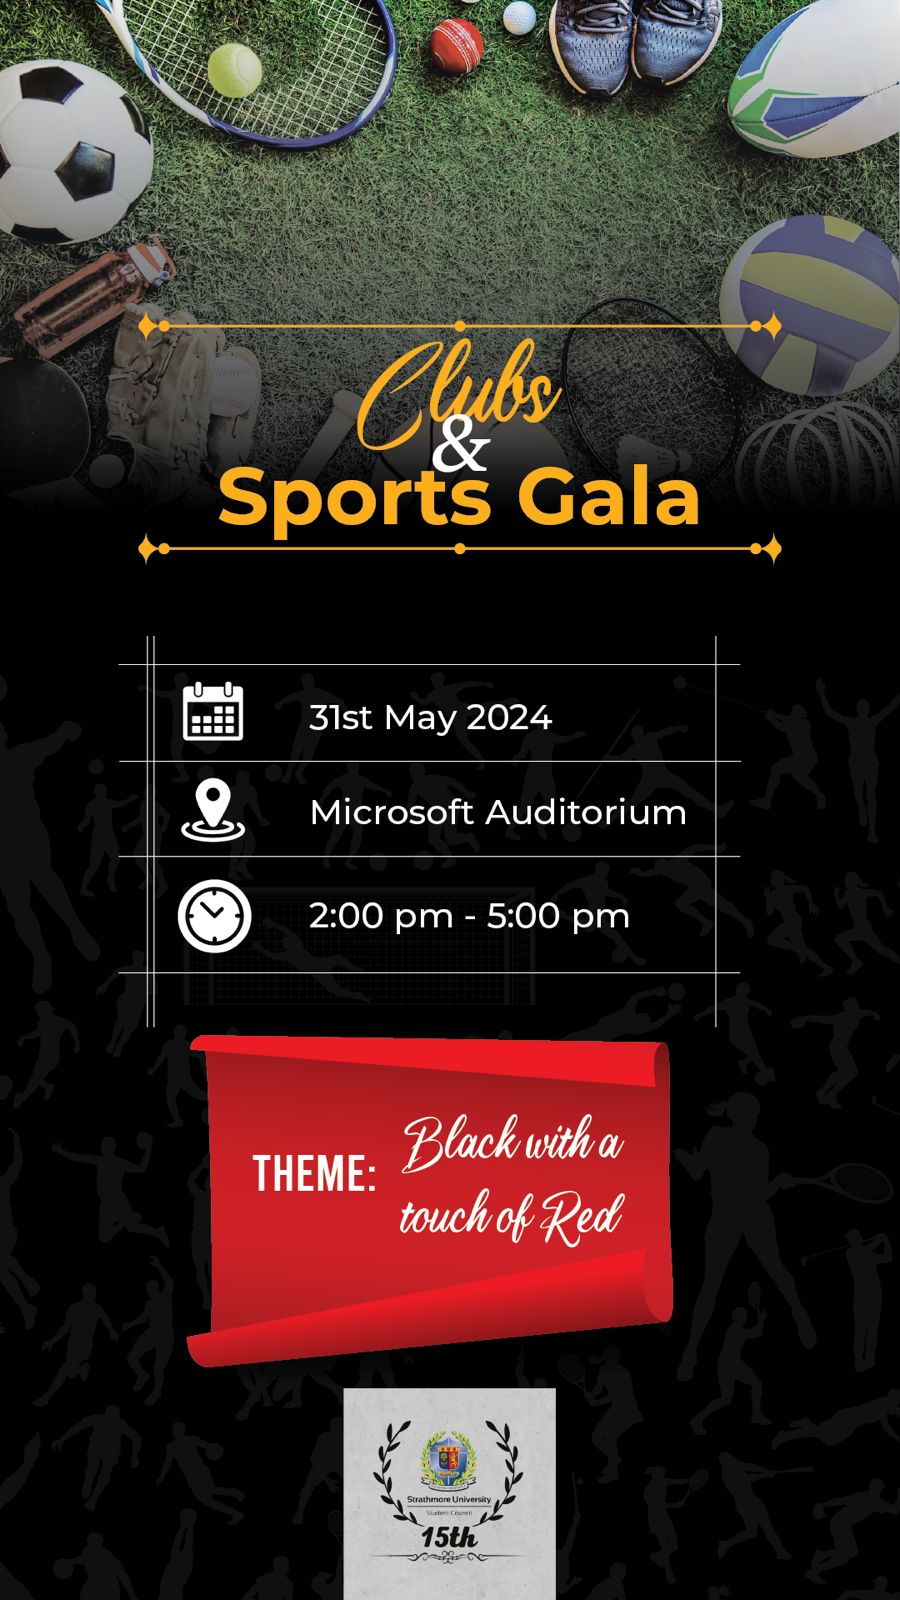 Clubs
&
Sports Gala
31st May 2024
Microsoft Auditorium
2:00 pm - 5:00 pm
THEME: Black with a
touch of Red
Strathmore University
Student Council
15th